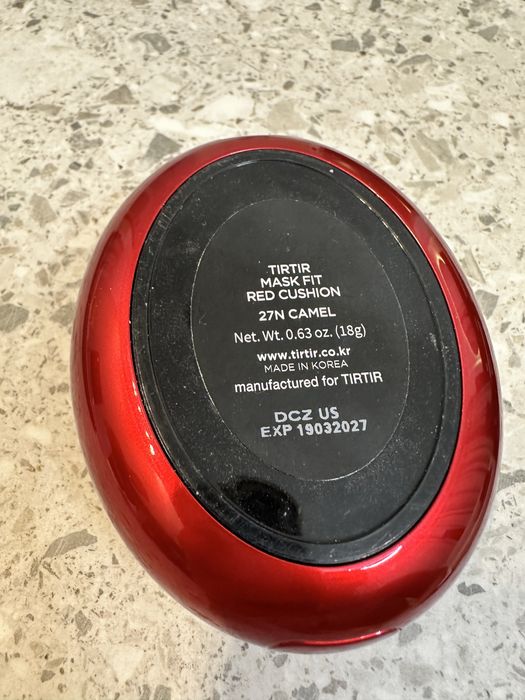 TIRTIR
MASK FIT
RED CUSHION
27N CAMEL
Net. Wt. 0.63 oz. (18g)
www.tirtir.co.kr
MADE IN KOREA
manufactured for TIRTIR
DCZ US
EXP 19032027